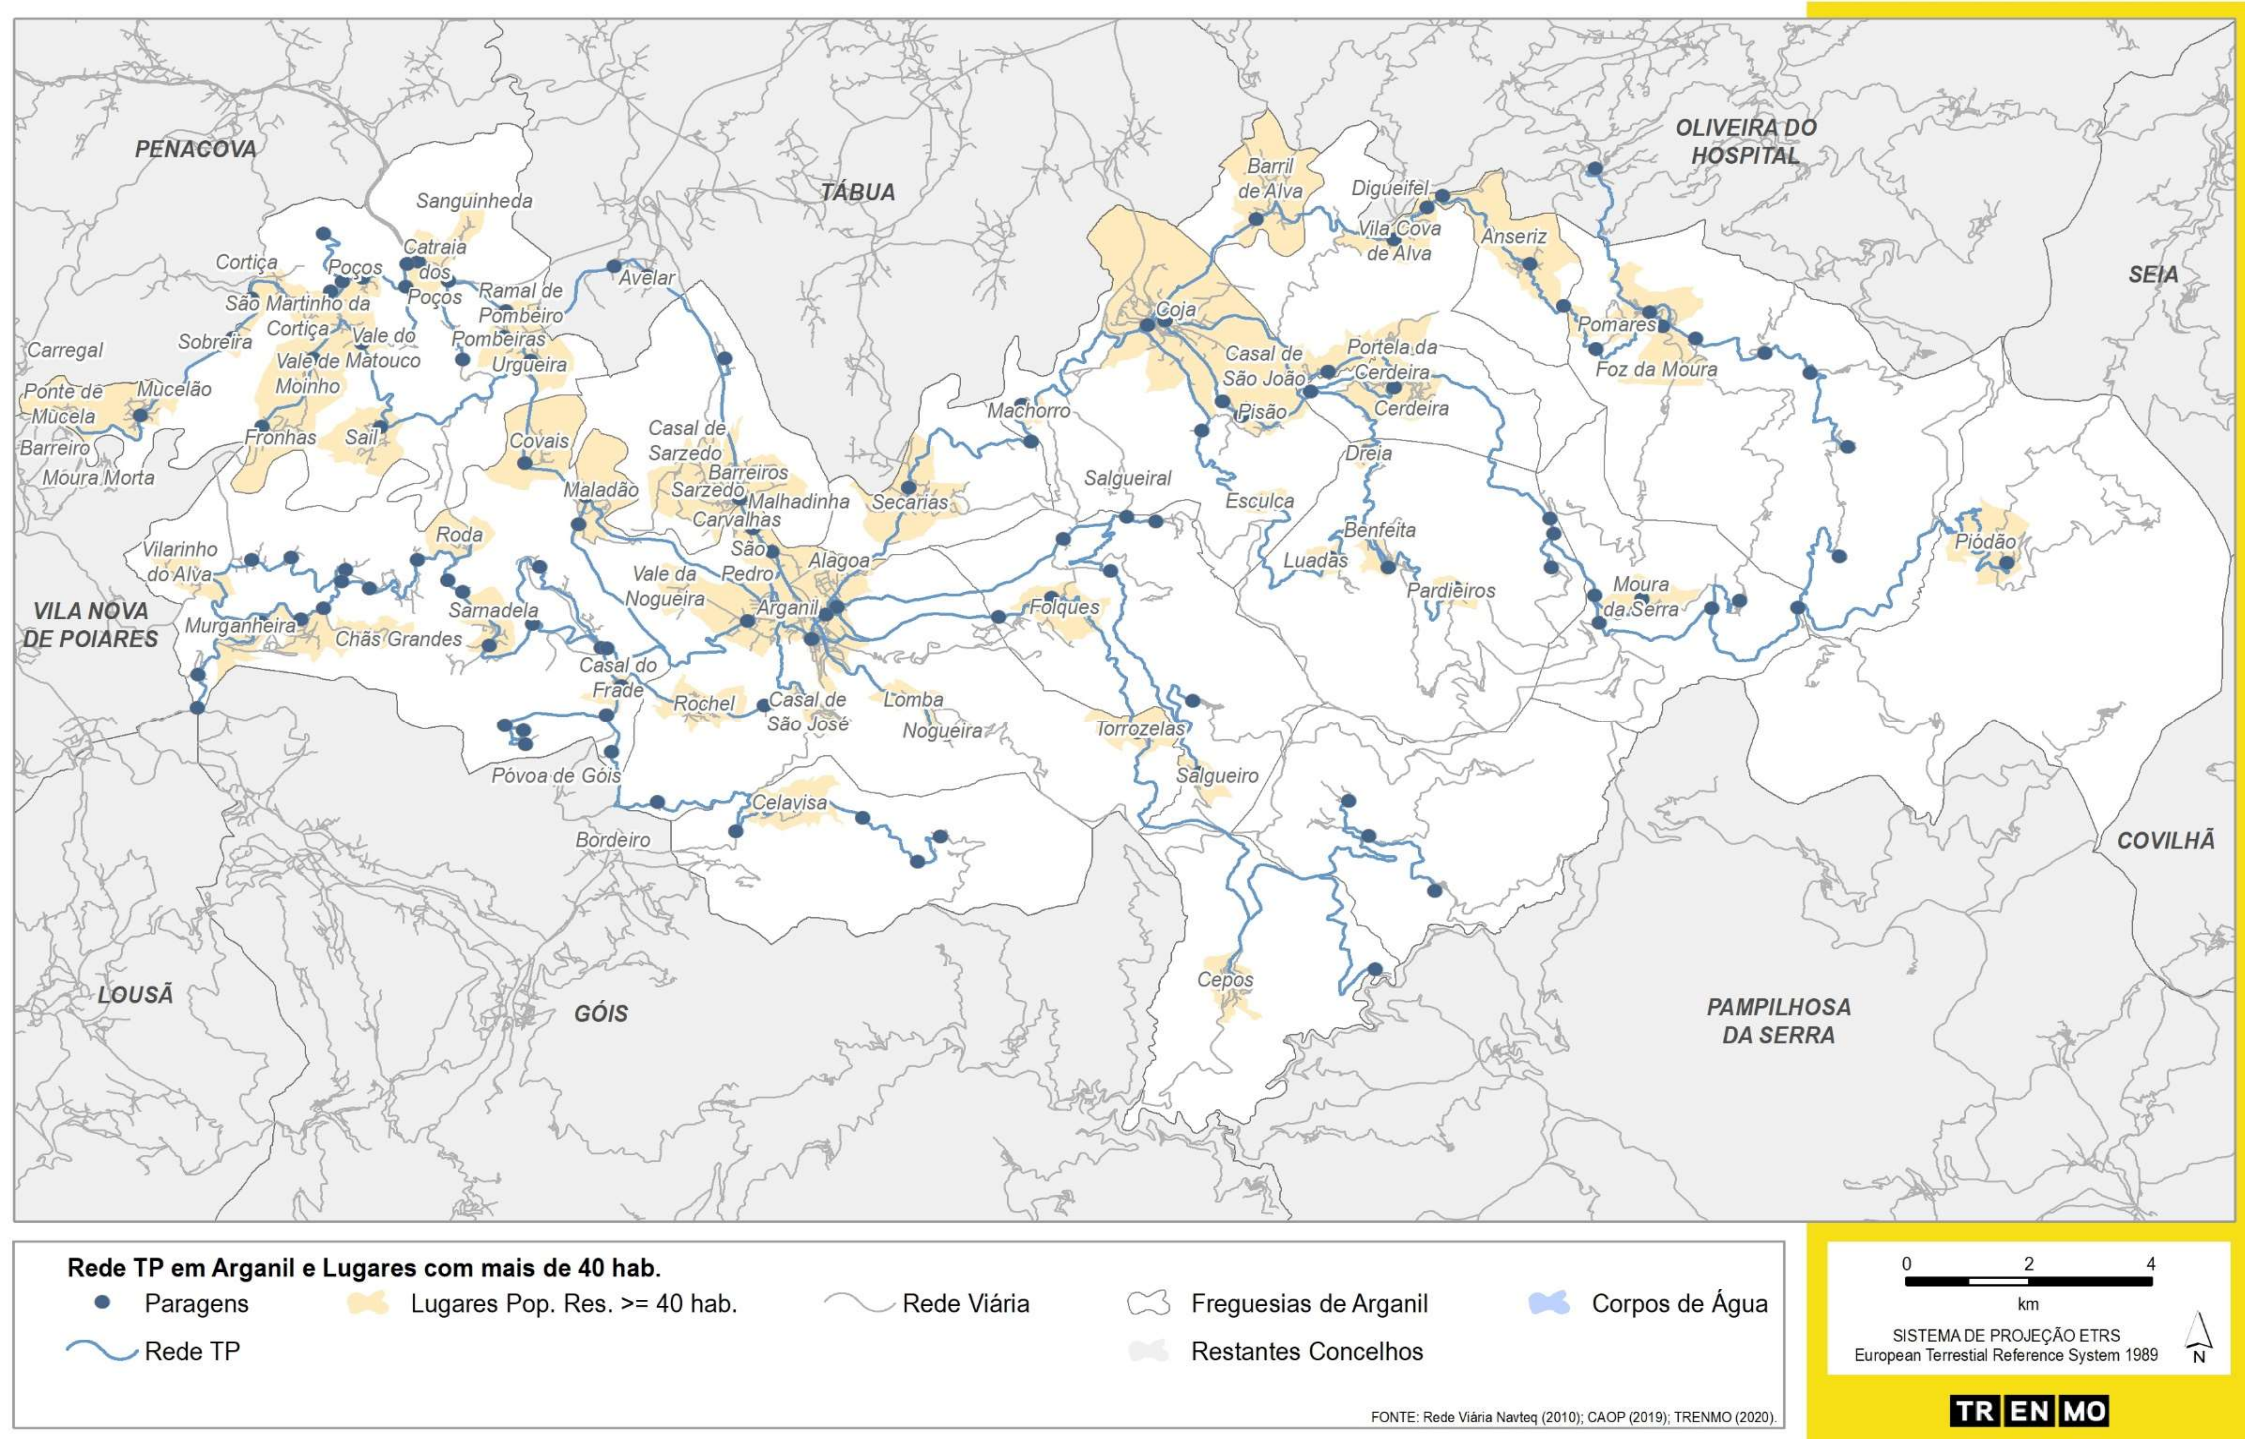 PENACOVA
TÁBUA
OLIVEIRA DO
HOSPITAL
SEIA
Sanguinheda
Barril
de Alva
Digueifel
Vila Cova
de Alva
Anseriz
Cortiça
Poços
Catraia
dos
Poços
Avelar
São Martinho da
Cortiça
Ramal de
Pombeiro
Sobreira
Vale do
Matouco
Pombeiras
Coja
Pomares
Carregal
Vale de
Moinho
Urgueira
Casal de
São João
Portela da
Cerdeira
Foz da Moura
Ponte de
Mucela
Mucelão
Machorro
Pisão
Cerdeira
Barreiro
Fronhas
Sail
Covais
Casal de
Sarzedo
Dreia
Moura Morta
Barreiros
Salgueiral
Maladão
Sarzedo
Malhadinha
Secarias
Esculca
Carvalhas
Roda
Benfeita
Piódão
Vilarinho
do Alva
São
Pedro
Alagoa
Luadas
Vale da
Nogueira
Pardieiros
Moura
da Serra
VILA NOVA
DE POIARES
Sarnadela
Arganil
Folques
Murganheira
Chãs Grandes
Casal do
Frade
Rochel
Casal de
São José
Lomba
Nogueira
Torrozelas
Póvoa de Góis
Salgueiro
Celavisa
Bordeiro
COVILHÃ
LOUSÃ
GÓIS
Cepos
PAMPILHOSA
DA SERRA
Rede TP em Arganil e Lugares com mais de 40 hab.
Paragens
Lugares Pop. Res. >= 40 hab.
Rede Viária
Freguesias de Arganil
Corpos de Água
Rede TP
Restantes Concelhos
FONTE: Rede Viária Navteq (2010); CAOP (2019); TRENMO (2020).
0 2 4
km
SISTEMA DE PROJEÇÃO ETRS
European Terrestial Reference System 1989
N
TRENMO